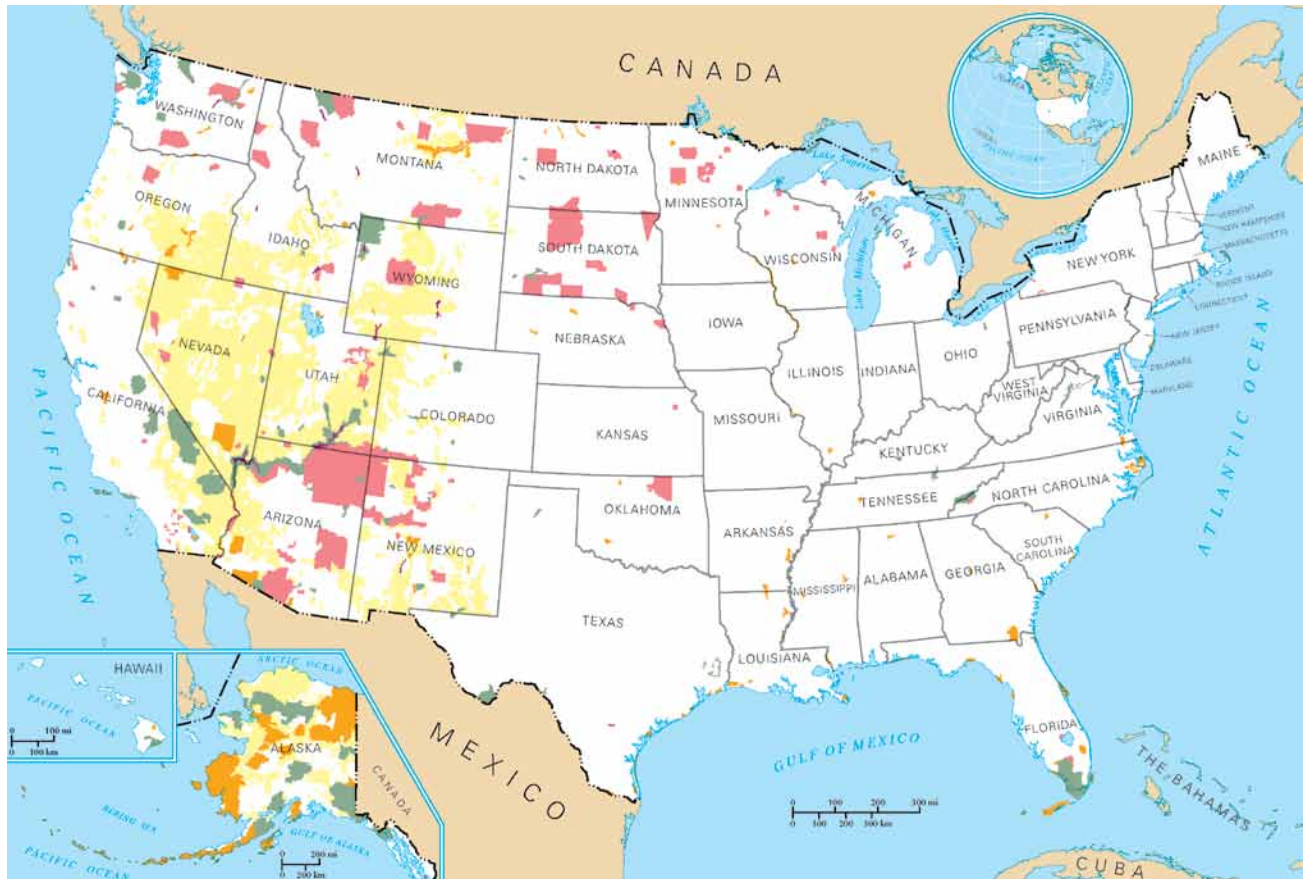 CANADA
WASHINGTON
MONTANA
NORTH DAKOTA
MINNESOTA
Lake Superior
MICHIGAN
MAINE
VERMONT
NEW HAMPSHIRE
MASSACHUSETTS
RHODE ISLAND
CONNECTICUT
NEW YORK
OREGON
IDAHO
WYOMING
SOUTH DAKOTA
WISCONSIN
Lake Michigan
PENNSYLVANIA
NEW JERSEY
DELAWARE
MARYLAND
NEVADA
UTAH
COLORADO
NEBRASKA
IOWA
ILLINOIS
INDIANA
OHIO
WEST
VIRGINIA
VIRGINIA
CALIFORNIA
KANSAS
MISSOURI
KENTUCKY
ARIZONA
NEW MEXICO
OKLAHOMA
ARKANSAS
TENNESSEE
NORTH CAROLINA
SOUTH
CAROLINA
TEXAS
LOUISIANA
MISSISSIPPI
ALABAMA
GEORGIA
FLORIDA
PACIFIC OCEAN
ATLANTIC OCEAN
GULF OF MEXICO
MEXICO
THE BAHAMAS
CUBA
0 100 200 300 mi
0 100 200 300 km
HAWAII
PACIFIC OCEAN
0 100 mi
0 100 km
ARCTIC OCEAN
ALASKA
CANADA
BERING SEA
GULF OF ALASKA
PACIFIC OCEAN
0 200 mi
0 200 km